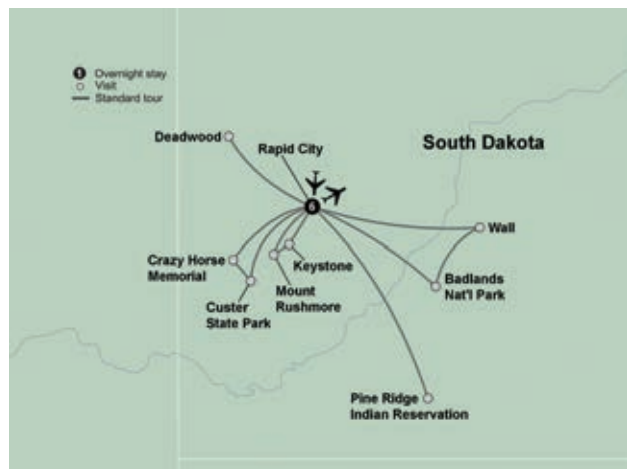 1 Overnight stay
Visit
Standard tour
Deadwood
Rapid City
South Dakota
6
Wall
Crazy Horse
Memorial
Keystone
Badlands
Nat'l Park
Custer
State Park
Mount
Rushmore
Pine Ridge
Indian Reservation